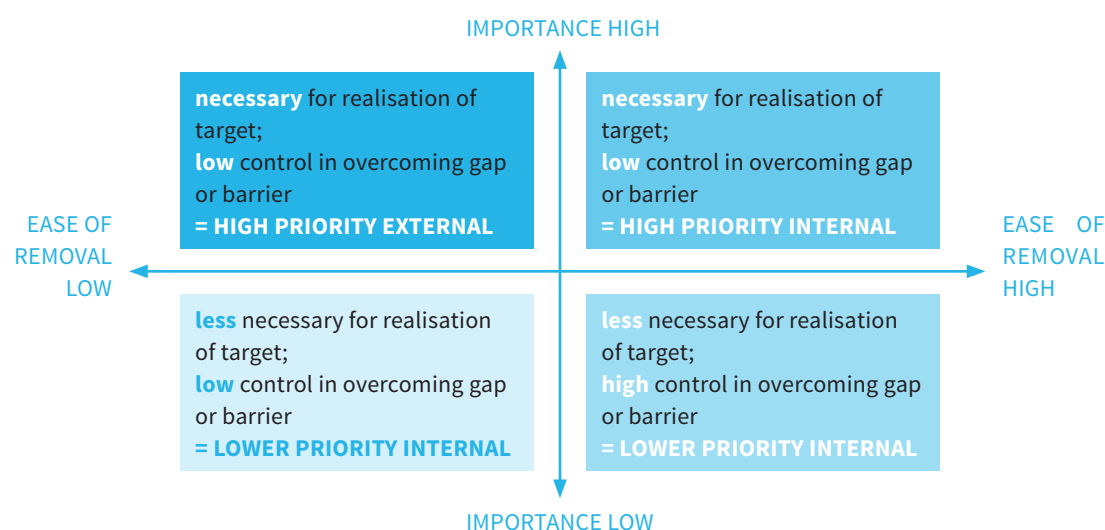 IMPORTANCE HIGH
necessary for realisation of
target;
low control in overcoming gap
or barrier
= HIGH PRIORITY EXTERNAL
necessary for realisation of
target;
low control in overcoming gap
or barrier
= HIGH PRIORITY INTERNAL
EASE OF
REMOVAL
LOW
EASE OF
REMOVAL
HIGH
less necessary for realisation
of target;
low control in overcoming gap
or barrier
= LOWER PRIORITY INTERNAL
less necessary for realisation
of target;
high control in overcoming gap
or barrier
= LOWER PRIORITY INTERNAL
IMPORTANCE LOW